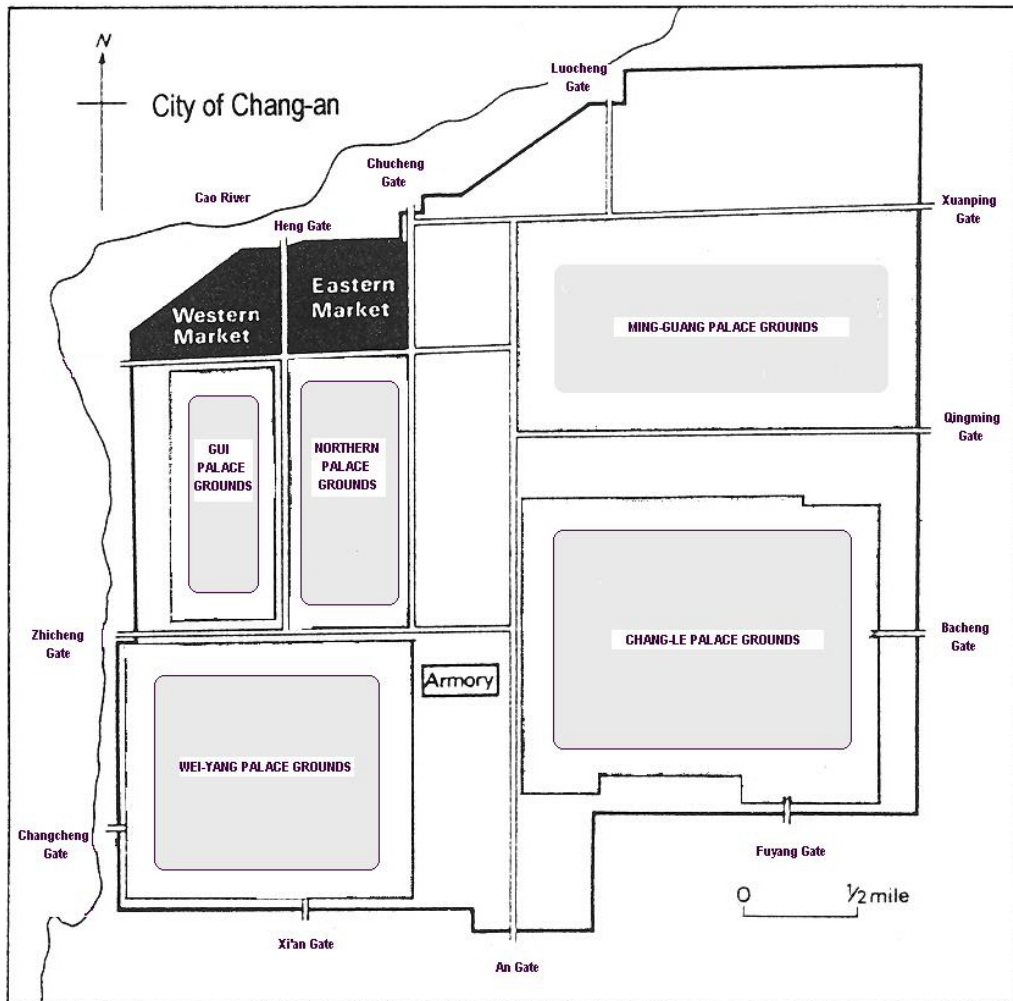 N
City of Chang-an
Luocheng
Gate
Chucheng
Gate
Cao River
Heng Gate
Xuanping
Gate
Western
Market
Eastern
Market
MING-GUANG PALACE GROUNDS
Qingming
Gate
GUI
PALACE
GROUNDS
NORTHERN
PALACE
GROUNDS
Zhicheng
Gate
CHANG-LE PALACE GROUNDS
Bacheng
Gate
Armory
WEI-YANG PALACE GROUNDS
Changcheng
Gate
Fuyang Gate
0 1/2 mile
Xi'an Gate
An Gate